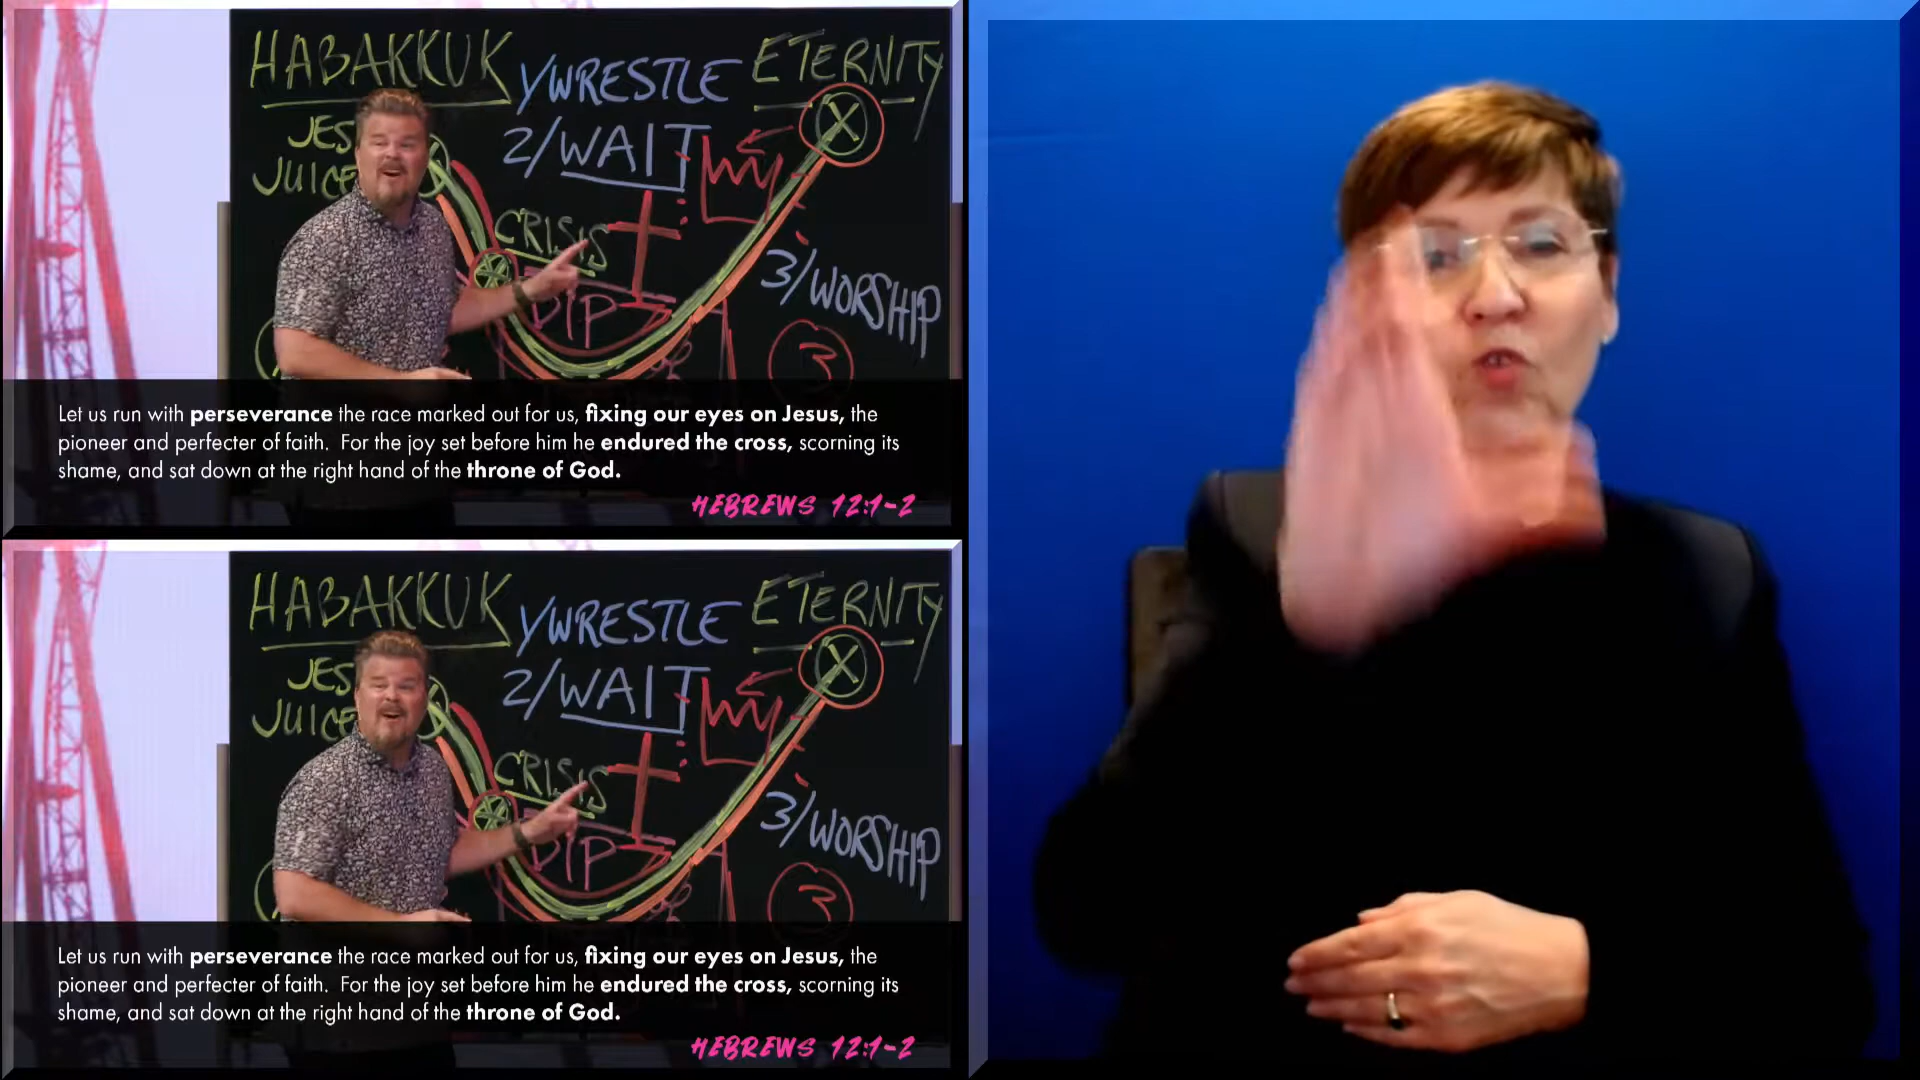 HABAKKUK
JES
JUICE
1/WRESTLE
2/WAIT
ETERNITY
X
CRISIS
DIP
3/WORSHIP
3
Let us run with perseverance the race marked out for us, fixing our eyes on Jesus, the
pioneer and perfecter of faith. For the joy set before him he endured the cross, scorning its
shame, and sat down at the right hand of the throne of God.
HEBREWS 12:1-2
HABAKKUK
JES
JUICE
1/WRESTLE
2/WAIT
ETERNITY
X
CRISIS
DIP
3/WORSHIP
3
Let us run with perseverance the race marked out for us, fixing our eyes on Jesus, the
pioneer and perfecter of faith. For the joy set before him he endured the cross, scorning its
shame, and sat down at the right hand of the throne of God.
HEBREWS 12:1-2